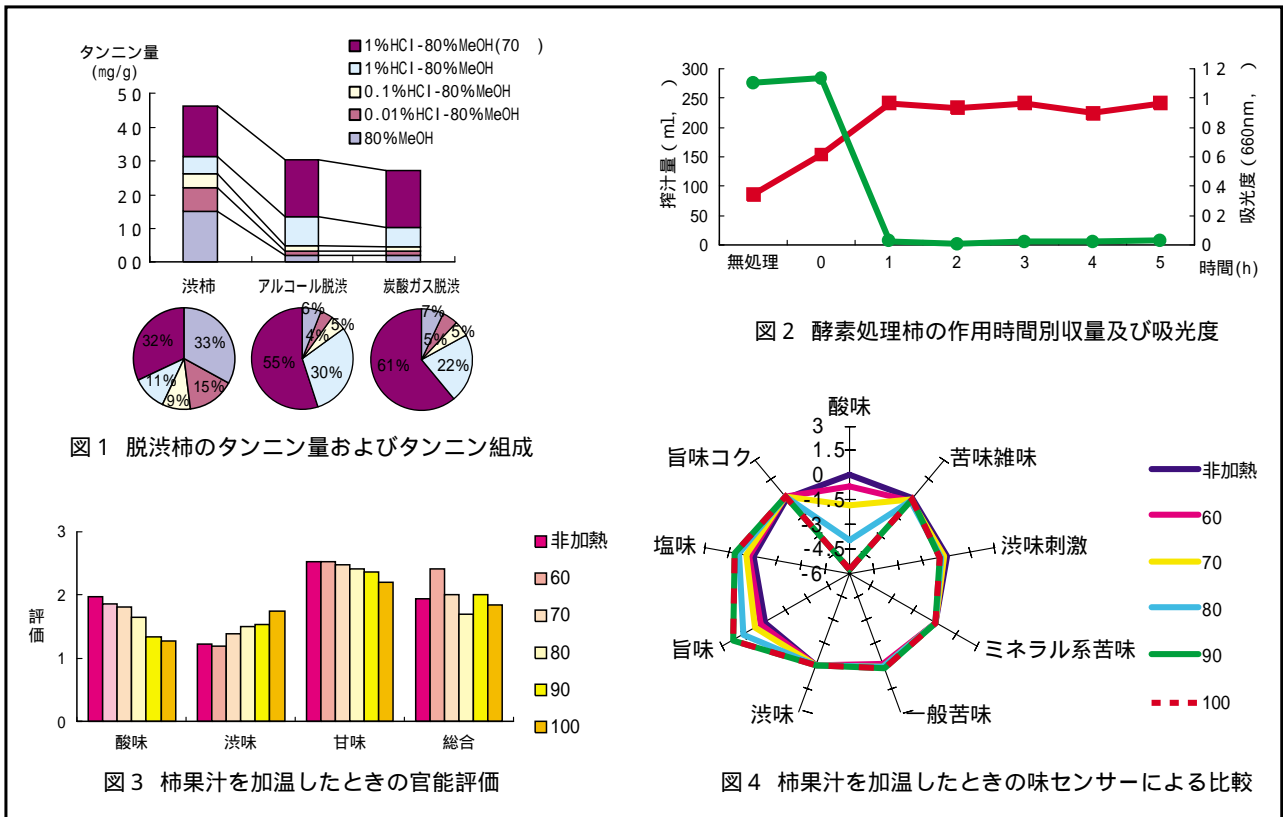 タンニン量
(mg/g)
1%HCl-80%MeOH(70　)
1%HCl-80%MeOH
0.1%HCl-80%MeOH
0.01%HCl-80%MeOH
80%MeOH
50
40
30
20
10
00
渋柿 アルコール脱渋 炭酸ガス脱渋
32% 33% 11% 9% 15%
6% 4% 5% 55% 30%
7% 5% 5% 61% 22%
図1 脱渋柿のタンニン量およびタンニン組成
搾汁量(ml, )
300
250
200
150
100
50
0
吸光度(660nm, )
1 2
1
0 8
0 6
0 4
0 2
0
無処理 0 1 2 3 4 5 時間(h)
図2 酵素処理柿の作用時間別収量及び吸光度
評価
3
2
1
0
酸味 渋味 甘味 総合
非加熱
60
70
80
90
100
図3 柿果汁を加温したときの官能評価
酸味
苦味雑味
渋味刺激
ミネラル系苦味
一般苦味
渋味
旨味
塩味
旨味コク
3
1.5
0
-1.5
-3
-4.5
-6
非加熱
60
70
80
90
100
図4 柿果汁を加温したときの味センサーによる比較